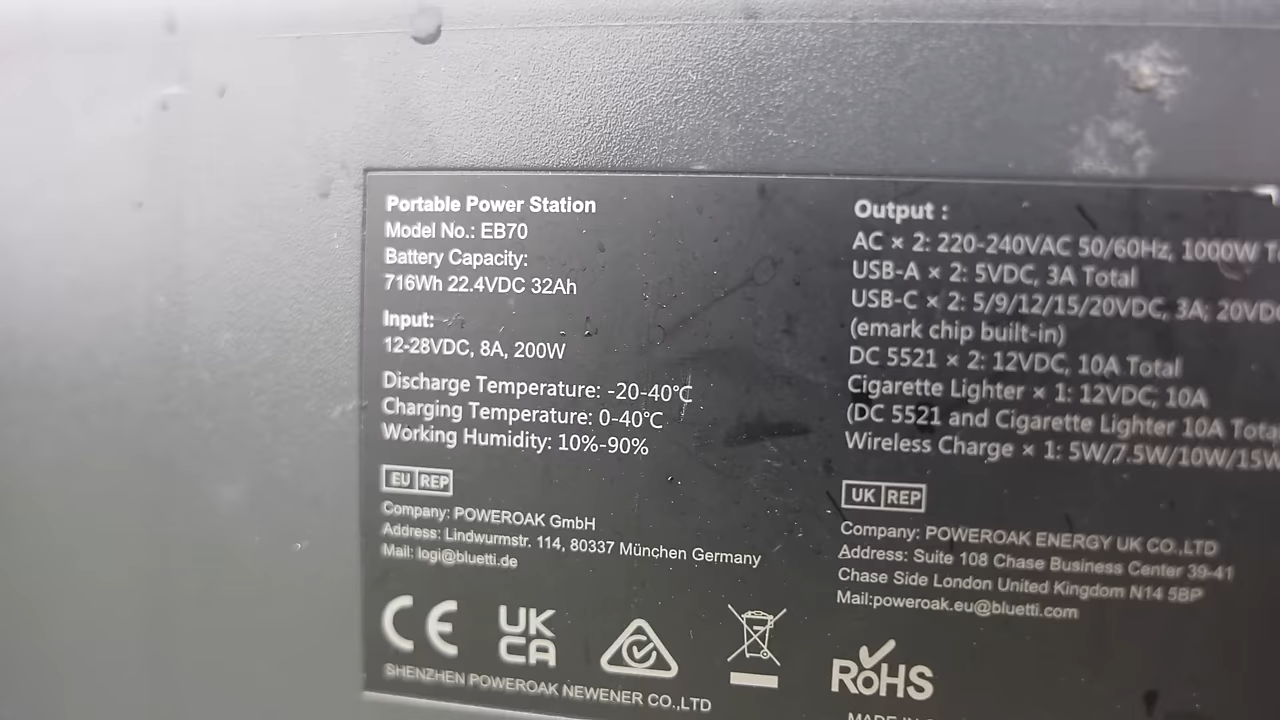 Portable Power Station
Model No.: EB70
Battery Capacity:
716Wh 22.4VDC 32Ah
Input:
12-28VDC, 8A, 200W
Discharge Temperature: -20-40℃
Charging Temperature: 0-40℃
Working Humidity: 10%-90%
EU REP
Company: POWEROAK GmbH
Address: Lindwurmstr. 114, 80337 München Germany
Mail: logi@bluetti.de
CE
UK
CA
SHENZHEN POWEROAK NEWENER CO.,LTD
Output :
AC × 2: 220-240VAC 50/60Hz, 1000W
USB-A × 2: 5VDC, 3A Total
USB-C × 2: 5/9/12/15/20VDC, 3A; 20VDC
(emark chip built-in)
DC 5521 × 2: 12VDC, 10A Total
Cigarette Lighter × 1: 12VDC, 10A
(DC 5521 and Cigarette Lighter 10A Total
Wireless Charge × 1: 5W/7.5W/10W/15W
UK REP
Company: POWEROAK ENERGY UK CO.,LTD
Address: Suite 108 Chase Business Center 39-41
Chase Side London United Kingdom N14 5BP
Mail:poweroak.eu@bluetti.com
RoHS
MADE IN